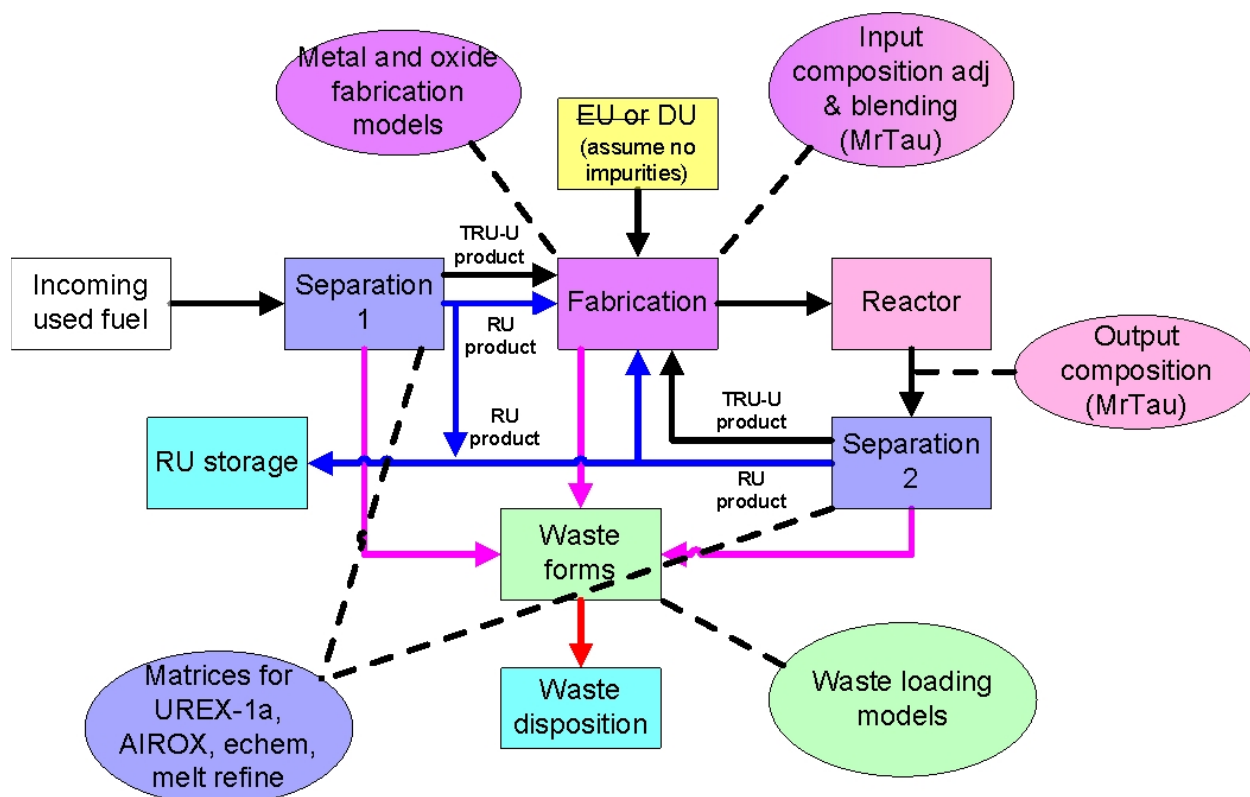 Metal and oxide
fabrication
models
Input
composition adj
& blending
(MrTau)
EU or DU
(assume no
impurities)
TRU-U
product
Incoming
used fuel
Separation
1
Fabrication
Reactor
RU
product
Output
composition
(MrTau)
RU
product
TRU-U
product
RU storage
Separation
2
RU
product
Waste
forms
Matrices for
UREX-1a,
AIROX, echem,
melt refine
Waste
disposition
Waste loading
models